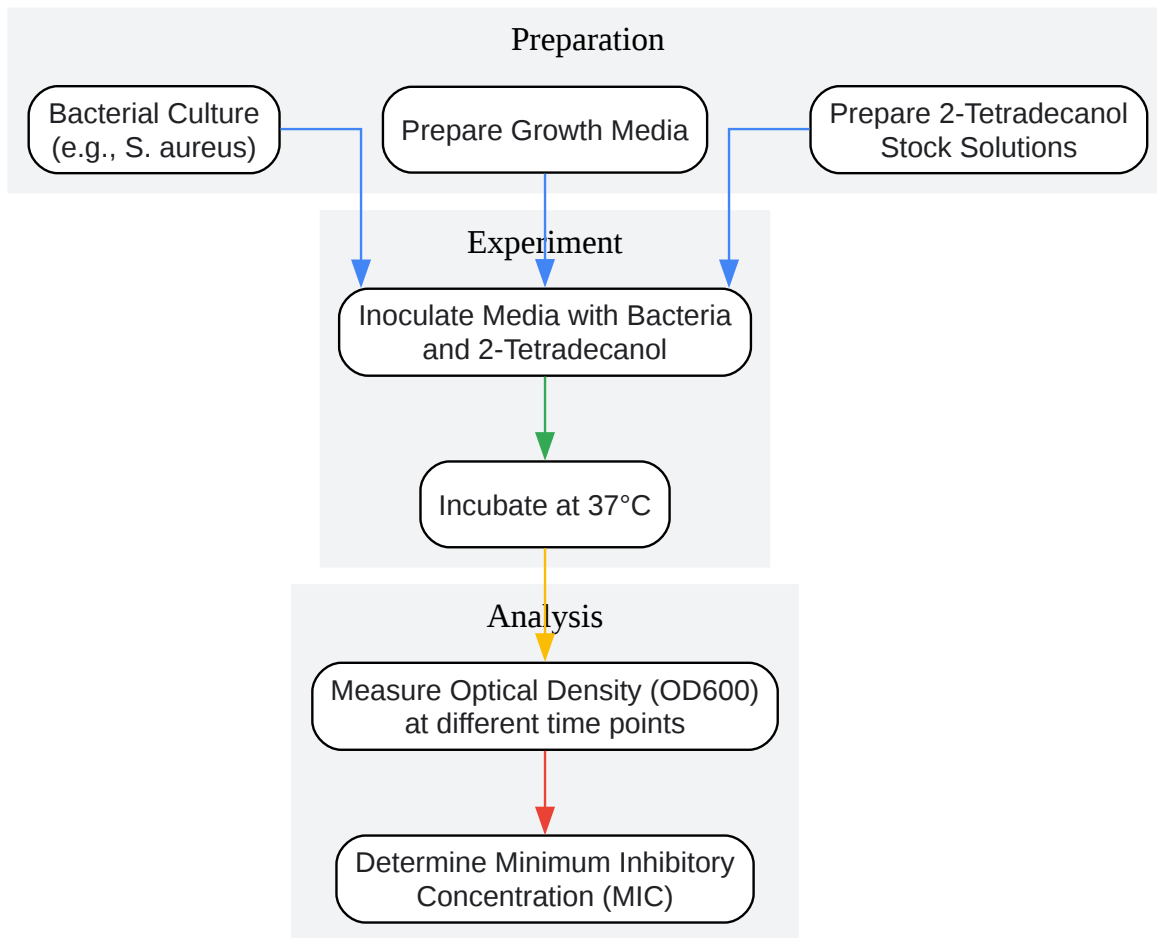 Preparation
Bacterial Culture
(e.g., S. aureus)
Prepare Growth Media
Prepare 2-Tetradecanol
Stock Solutions
Experiment
Inoculate Media with Bacteria
and 2-Tetradecanol
Incubate at 37°C
Analysis
Measure Optical Density (OD600)
at different time points
Determine Minimum Inhibitory
Concentration (MIC)